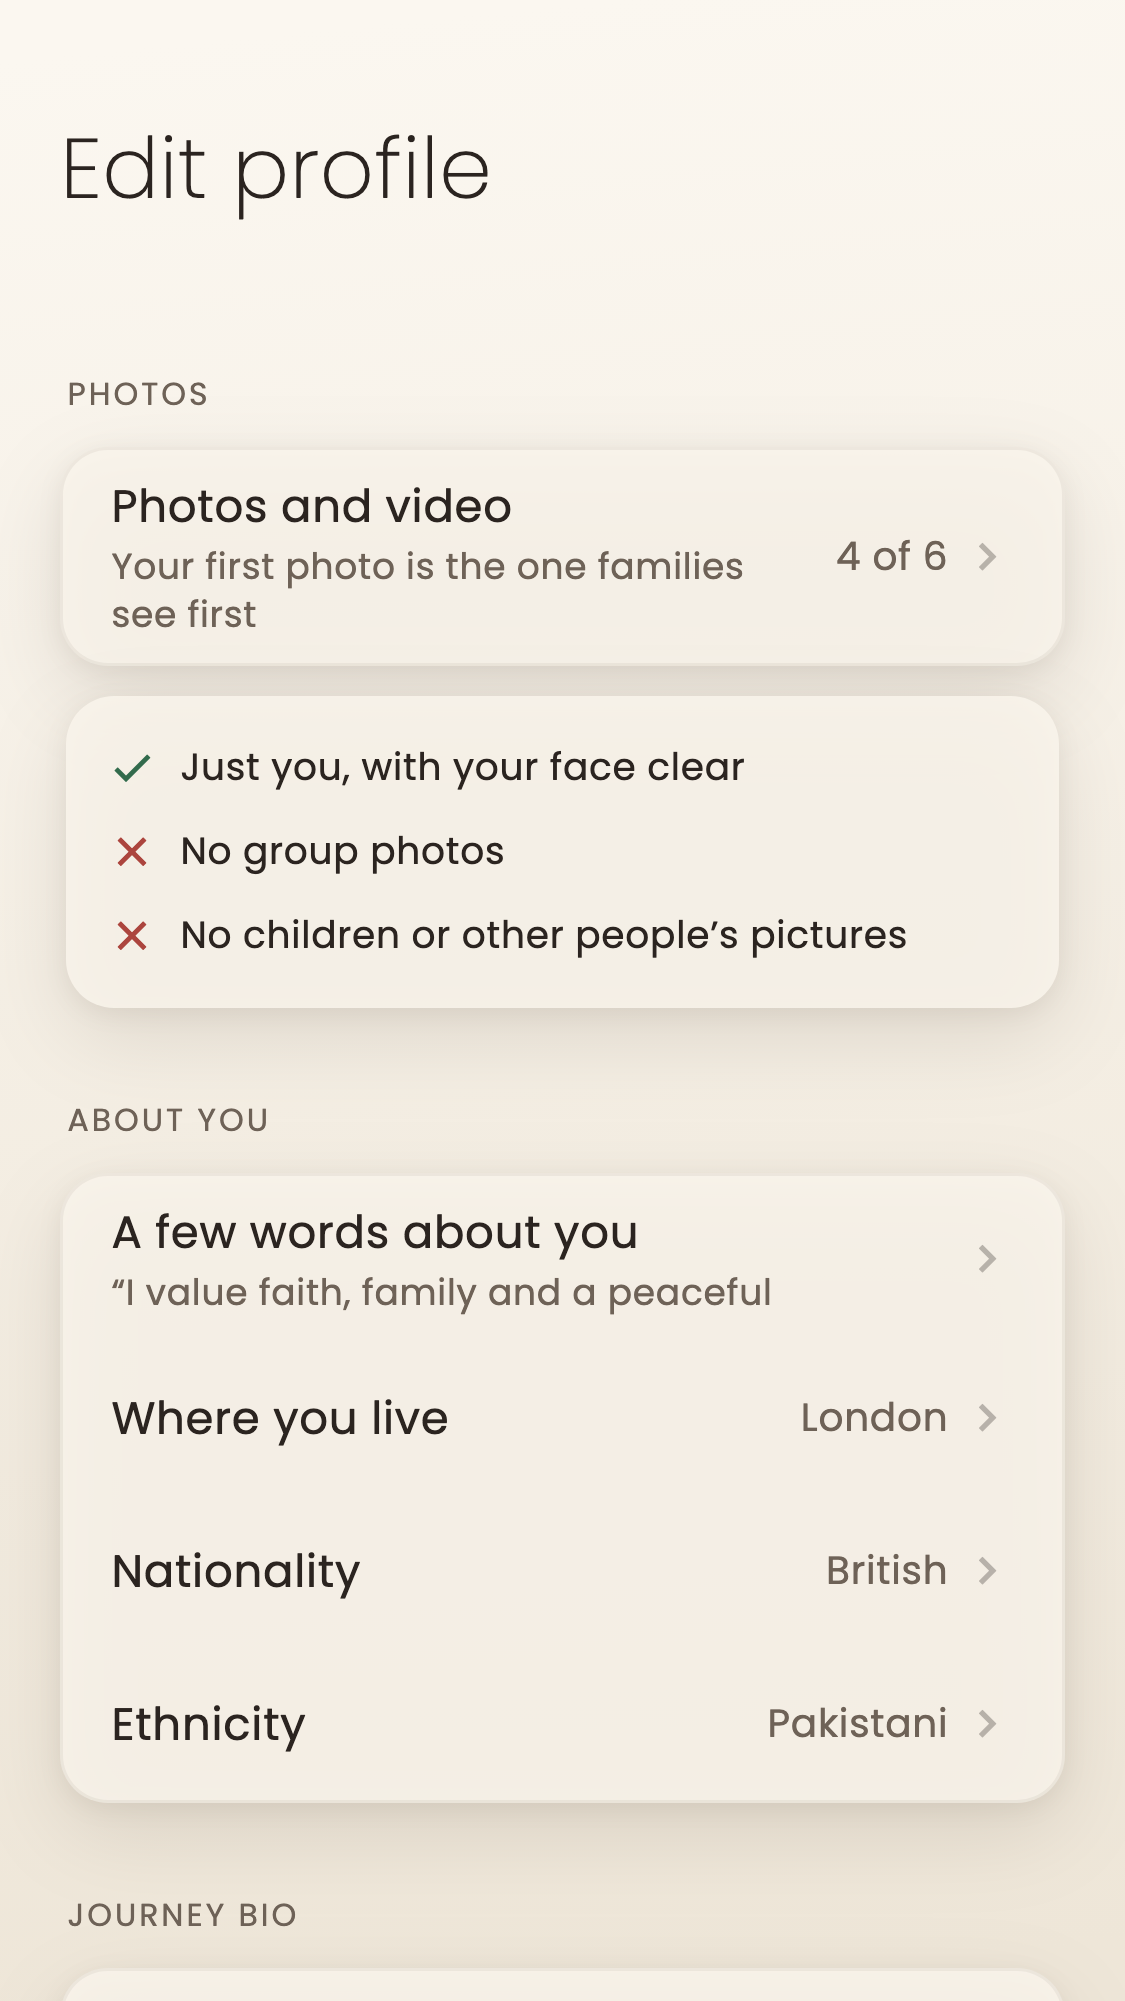 Edit profile
PHOTOS
Photos and video
Your first photo is the one families
see first
4 of 6
Just you, with your face clear
No group photos
No children or other people’s pictures
ABOUT YOU
A few words about you
“I value faith, family and a peaceful
Where you live
London
Nationality
British
Ethnicity
Pakistani
JOURNEY BIO